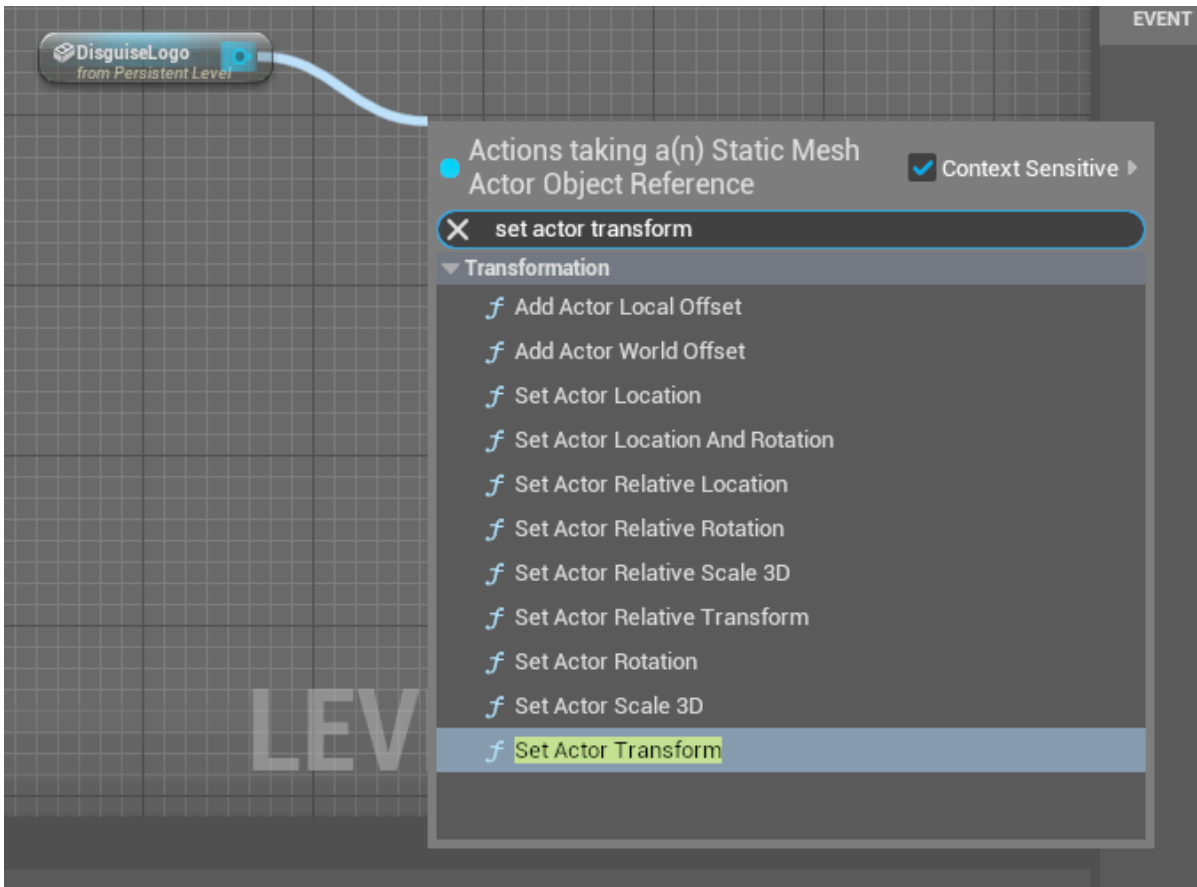 EVENT
DisguiseLogo
from Persistent Level
Actions taking a(n) Static Mesh
Actor Object Reference
Context Sensitive
set actor transform
Transformation
Add Actor Local Offset
Add Actor World Offset
Set Actor Location
Set Actor Location And Rotation
Set Actor Relative Location
Set Actor Relative Rotation
Set Actor Relative Scale 3D
Set Actor Relative Transform
Set Actor Rotation
Set Actor Scale 3D
LEV
Set Actor Transform